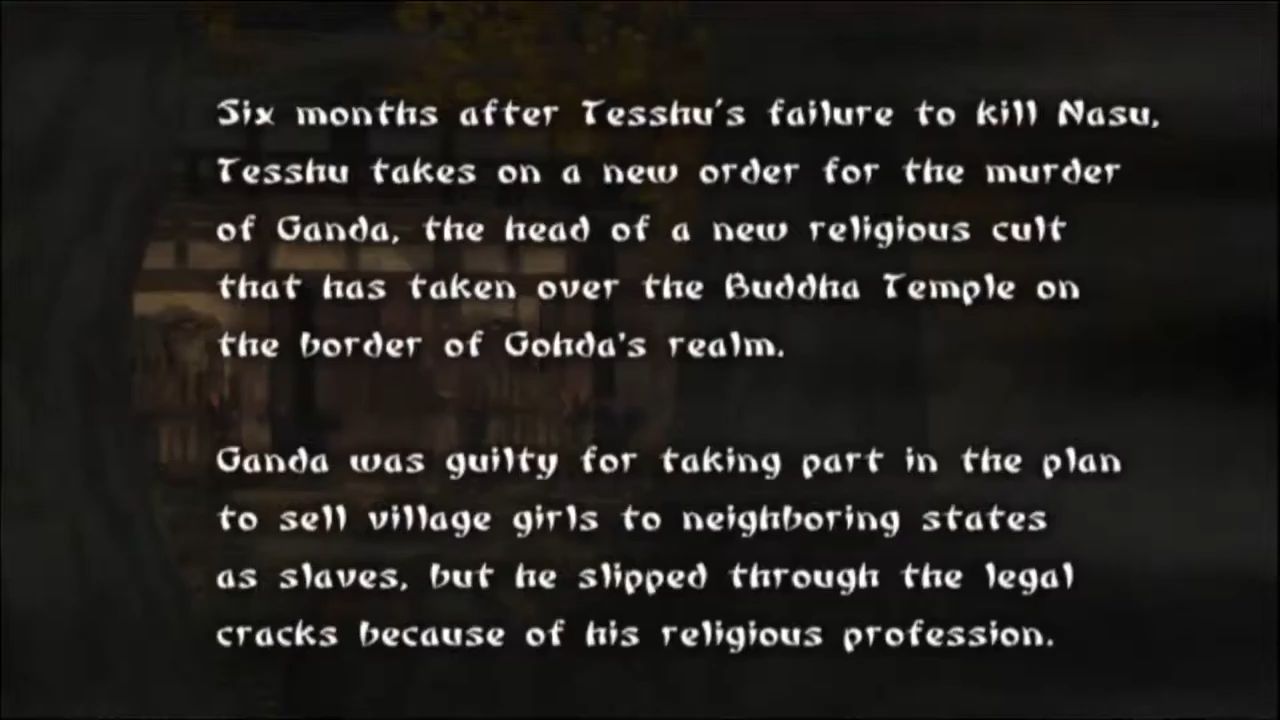 Six months after Tesshu's failure to kill Nasu,
Tesshu takes on a new order for the murder
of Ganda, the head of a new religious cult
that has taken over the Buddha Temple on
the border of Gohda's realm.
Ganda was guilty for taking part in the plan
to sell village girls to neighboring states
as slaves, but he slipped through the legal
cracks because of his religious profession.